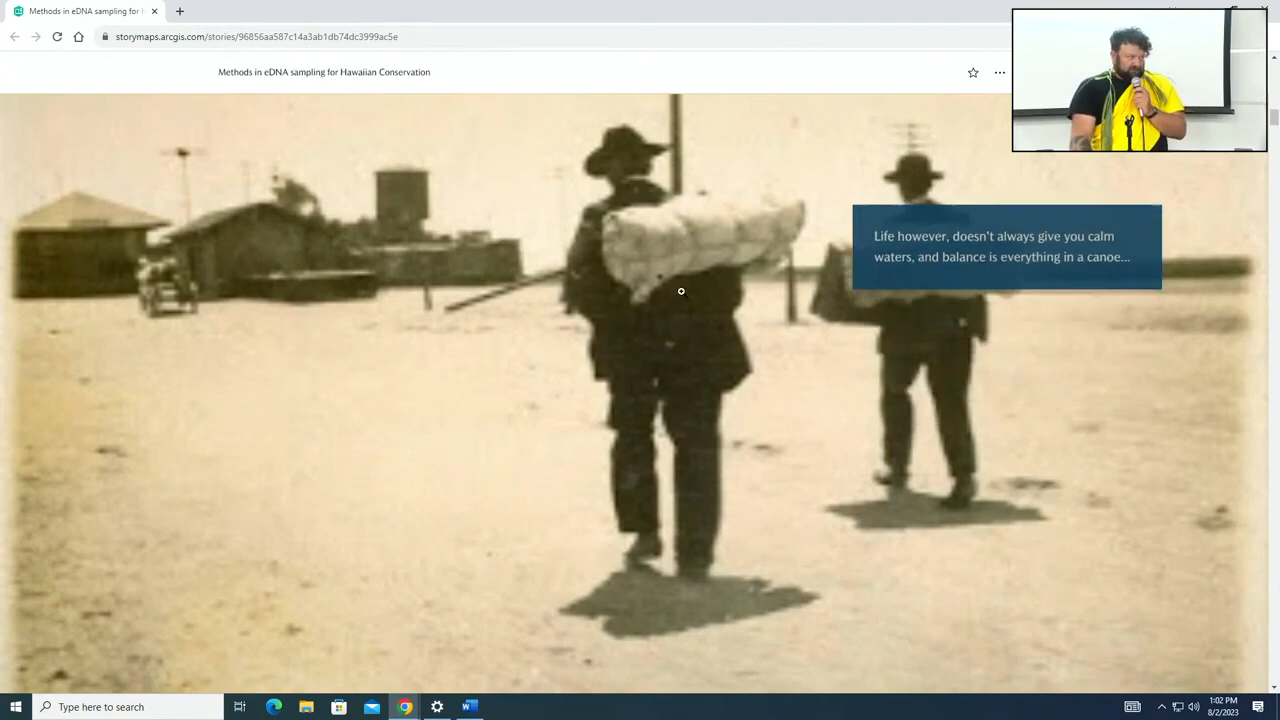 Methods in eDNA sampling for H
storymaps.arcgis.com/stories/96856aa587c14a3ab1db74dc3999ac5e
Methods in eDNA sampling for Hawaiian Conservation
Life however, doesn't always give you calm
waters, and balance is everything in a canoe...
Type here to search
1:02 PM
8/2/2023